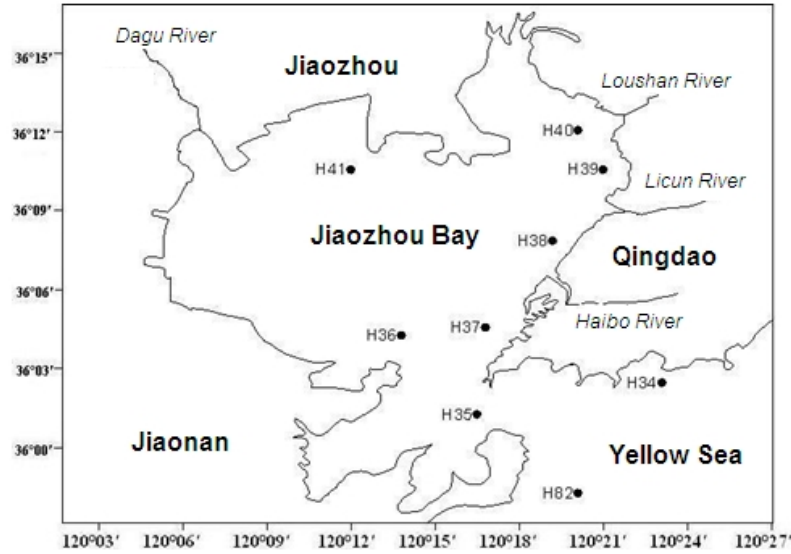 Dagu River
36°15′
Jiaozhou
Loushan River
36°12′
H40
H41
H39
Licun River
36°09′
Jiaozhou Bay
H38
Qingdao
36°06′
Haibo River
H37
H36
36°03′
H34
H35
Jiaonan
36°00′
Yellow Sea
H82
120°03′ 120°06′ 120°09′ 120°12′ 120°15′ 120°18′ 120°21′ 120°24′ 120°27′